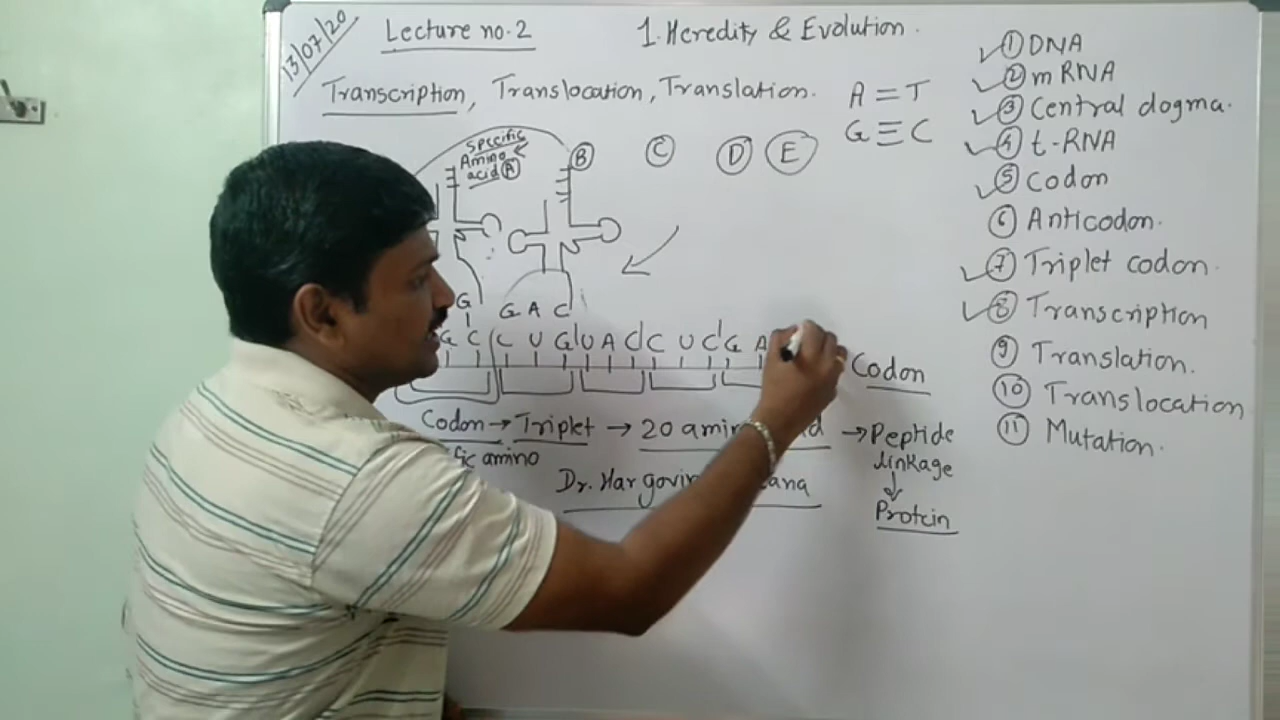 13/07/20
Lecture no. 2
1. Heredity & Evolution.
Transcription, Translocation, Translation.
A = T
G ≡ C
Specific
Amino
acid A
B
C
D
E
G
G A C
G C C U G U A C C U C G A
Codon
Codon → Triplet → 20
→ Peptide
linkage
↓
Protein
amino
Dr. Har
① DNA
② mRNA
③ Central dogma.
④ t-RNA
⑤ Codon
⑥ Anticodon.
⑦ Triplet codon.
⑧ Transcription
⑨ Translation.
⑩ Translocation
⑪ Mutation.